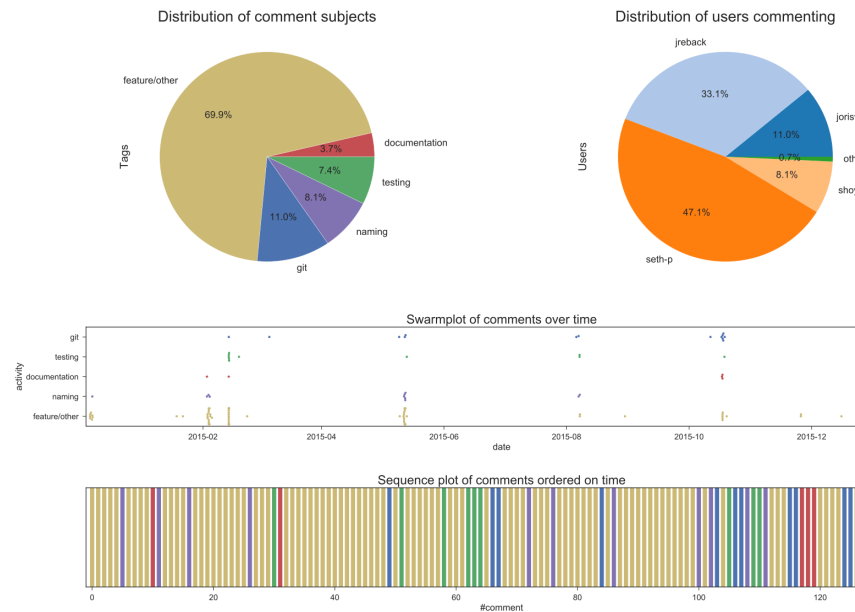 Distribution of comment subjects
Distribution of users commenting
feature/other
69.9%
documentation
3.7%
7.4%
testing
8.1%
naming
11.0%
git
Tags
jreback
33.1%
11.0%
joris
0.7%
oth
8.1%
shoy
47.1%
seth-p
Users
Swarmplot of comments over time
git
testing
documentation
naming
feature/other
activity
2015-02 2015-04 2015-06 2015-08 2015-10 2015-12
date
Sequence plot of comments ordered on time
0 20 40 60 80 100 120
#comment